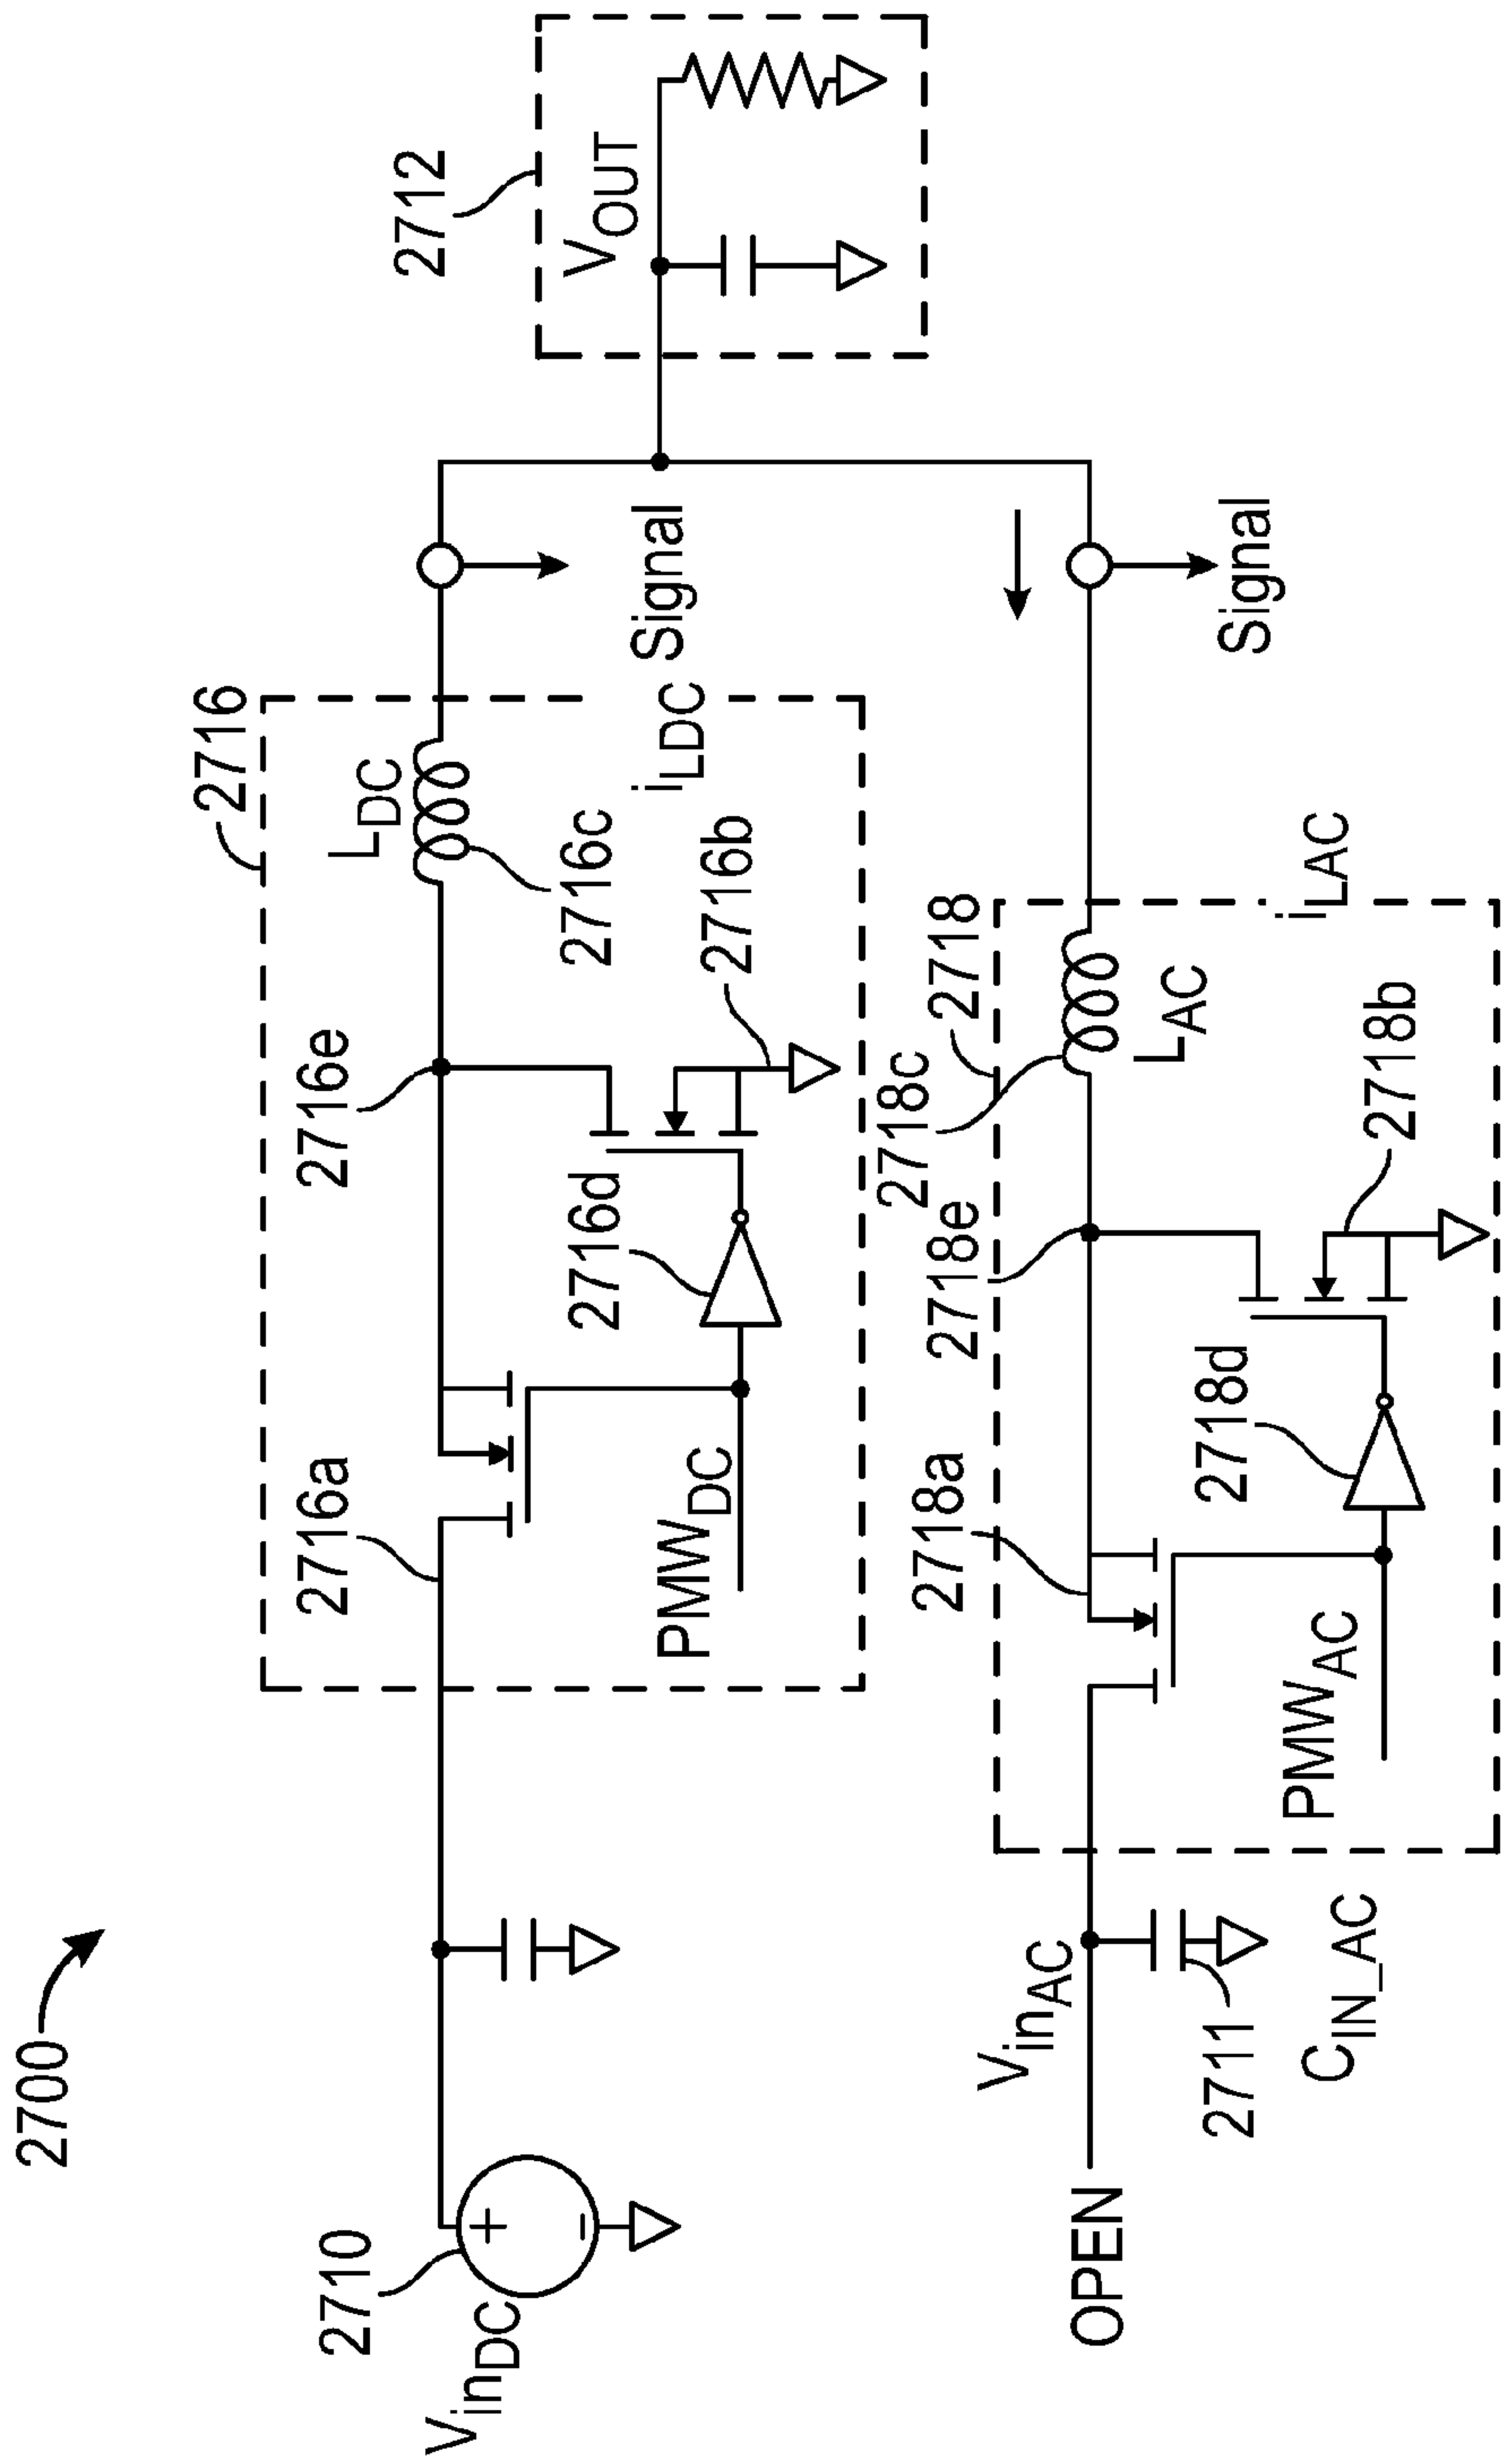 2700
2710
VinDC
2716
2716a
2716e
LDC
2716c
2716d
2716b
PMWDC
iLDC
Signal
2712
VOUT
OPEN
VinAC
2711
CIN_AC
2718
2718a
2718e
2718c
LAC
2718d
2718b
PMWAC
iLAC
Signal